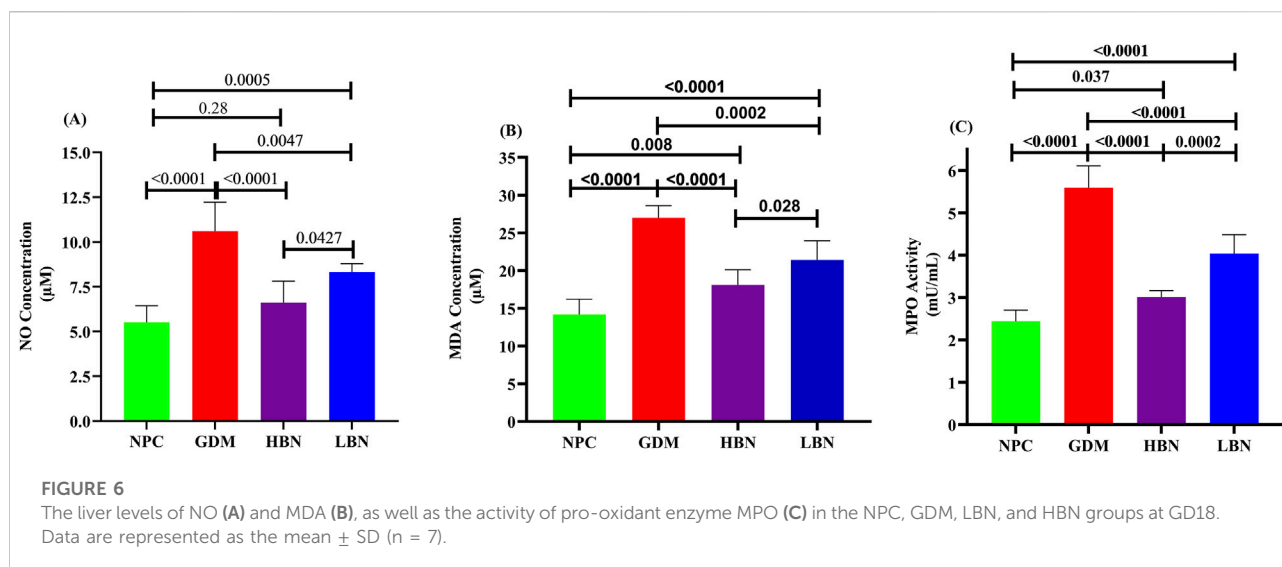 (A)
0.0005
0.28
0.0047
<0.0001 <0.0001
0.0427
NO Concentration
(µM)
15.0
12.5
10.0
7.5
5.0
2.5
0.0
NPC GDM HBN LBN
(B)
<0.0001
0.0002
0.008
<0.0001 <0.0001
0.028
MDA Concentration
(µM)
35
30
25
20
15
10
5
0
NPC GDM HBN LBN
(C)
<0.0001
0.037
<0.0001
<0.0001 <0.0001 0.0002
MPO Activity
(mU/mL)
6
5
4
3
2
1
0
NPC GDM HBN LBN
FIGURE 6
The liver levels of NO (A) and MDA (B), as well as the activity of pro-oxidant enzyme MPO (C) in the NPC, GDM, LBN, and HBN groups at GD18.
Data are represented as the mean ± SD (n = 7).